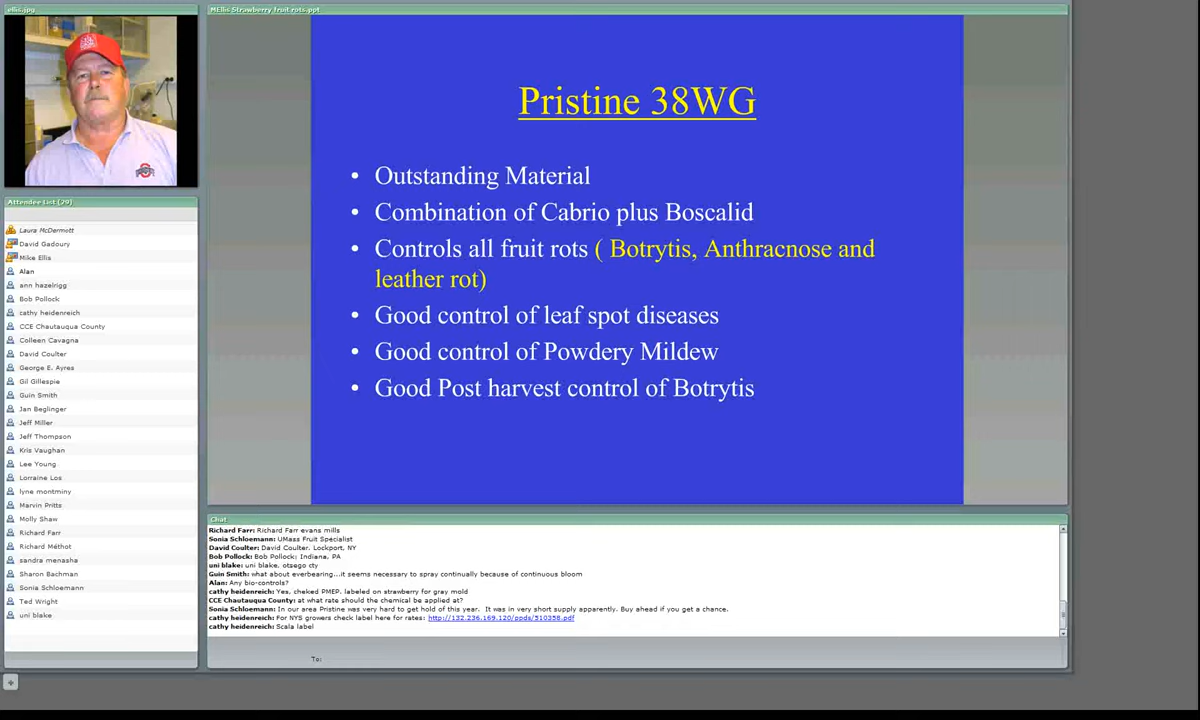 ellis.jpg
MEllis Strawberry fruit rots.ppt
Pristine 38WG
• Outstanding Material
• Combination of Cabrio plus Boscalid
• Controls all fruit rots ( Botrytis, Anthracnose and
leather rot)
• Good control of leaf spot diseases
• Good control of Powdery Mildew
• Good Post harvest control of Botrytis
Attendee List (29)
Laura McDermott
David Gadoury
Mike Ellis
Alan
ann hazelrigg
Bob Pollock
cathy heidenreich
CCE Chautauqua County
Colleen Cavagna
David Coulter
George E. Ayres
Gil Gillespie
Guin Smith
Jan Beglinger
Jeff Miller
Jeff Thompson
Kris Vaughan
Lee Young
Lorraine Los
lyne montminy
Marvin Pritts
Molly Shaw
Richard Farr
Richard Méthot
sandra menasha
Sharon Bachman
Sonia Schloemann
Ted Wright
uni blake
Chat
Richard Farr: Richard Farr evans mills
Sonia Schloemann: UMass Fruit Specialist
David Coulter: David Coulter, Lockport, NY
Bob Pollock: Bob Pollock; Indiana, PA
uni blake: uni blake, otsego cty
Guin Smith: what about everbearing...it seems necessary to spray continually because of continuous bloom
Alan: Any bio-controls?
cathy heidenreich: Yes, cheked PMEP. labeled on strawberry for gray mold
CCE Chautauqua County: at what rate should the chemical be applied at?
Sonia Schloemann: In our area Pristine was very hard to get hold of this year. It was in very short supply apparently. Buy ahead if you get a chance.
cathy heidenreich: For NYS growers check label here for rates: http://132.236.169.120/ppds/510358.pdf
cathy heidenreich: Scala label
To: